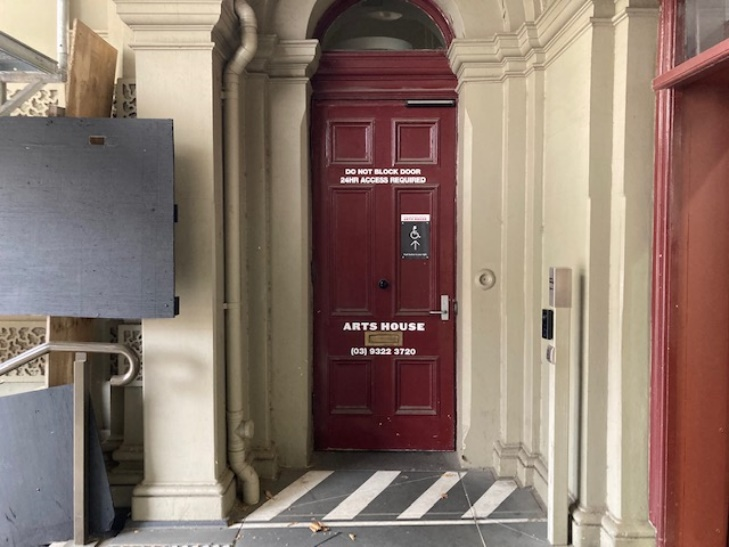 DO NOT BLOCK DOOR
24HR ACCESS REQUIRED
ARTS HOUSE
(03) 9322 3720